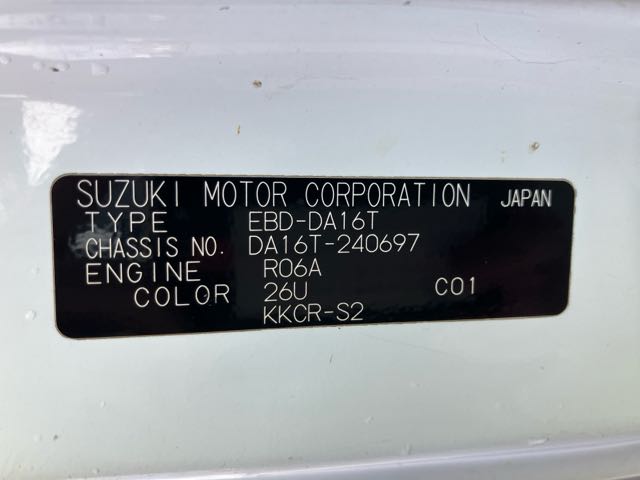 SUZUKI MOTOR CORPORATION JAPAN
TYPE EBD-DA16T
CHASSIS NO. DA16T-240697
ENGINE R06A
COLOR 26U C01
KKCR-S2